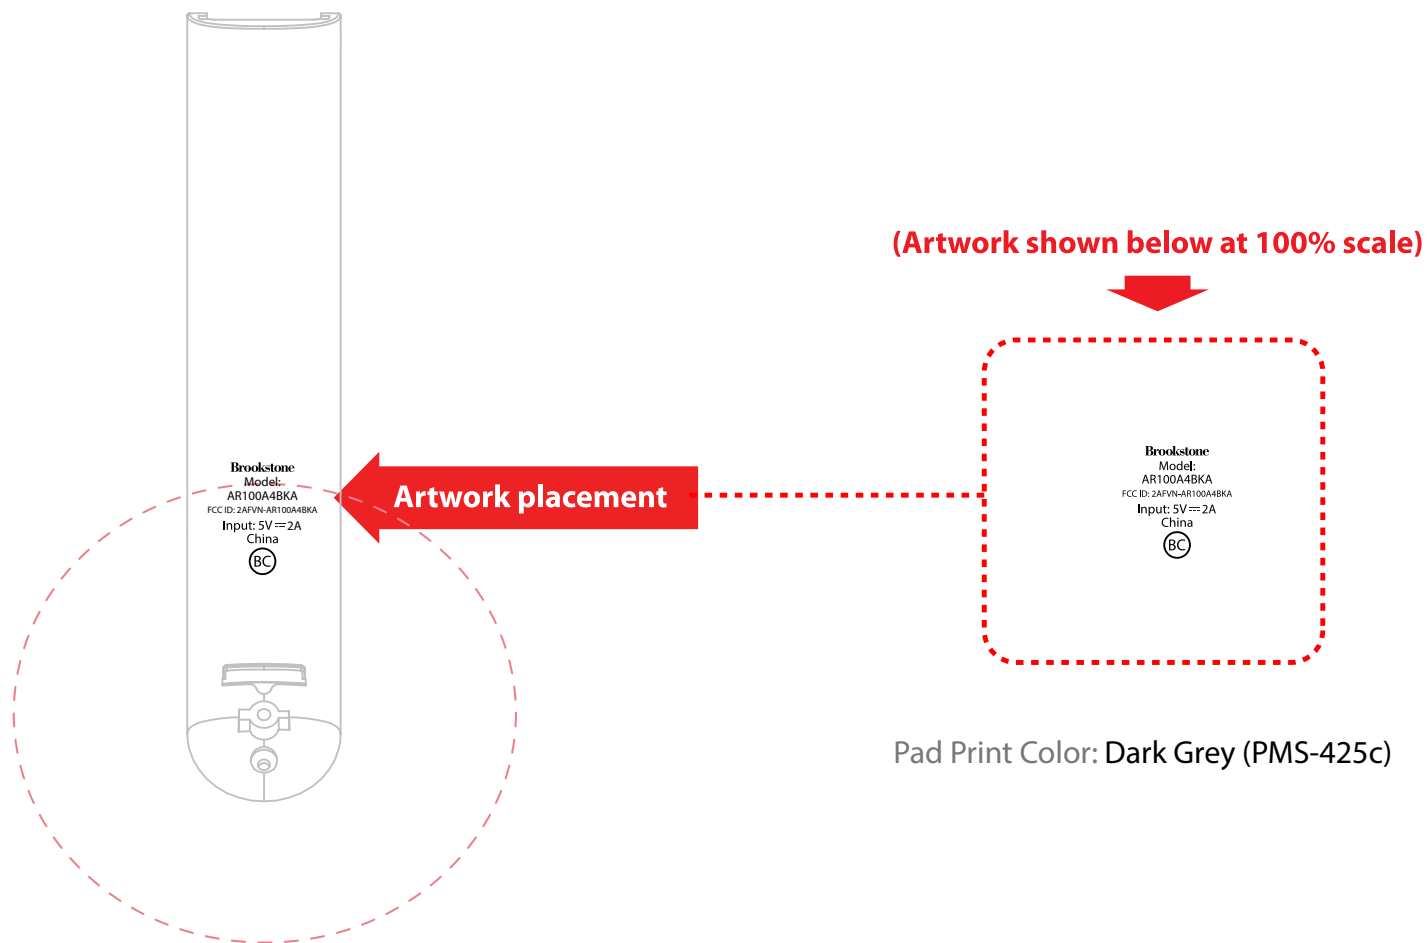 Brookstone
Model:
AR100A4BKA
FCC ID: 2AFVN-AR100A4BKA
Input: 5V⎓2A
China
BC
Artwork placement
(Artwork shown below at 100% scale)
Brookstone
Model:
AR100A4BKA
FCC ID: 2AFVN-AR100A4BKA
Input: 5V⎓2A
China
BC
Pad Print Color: Dark Grey (PMS-425c)